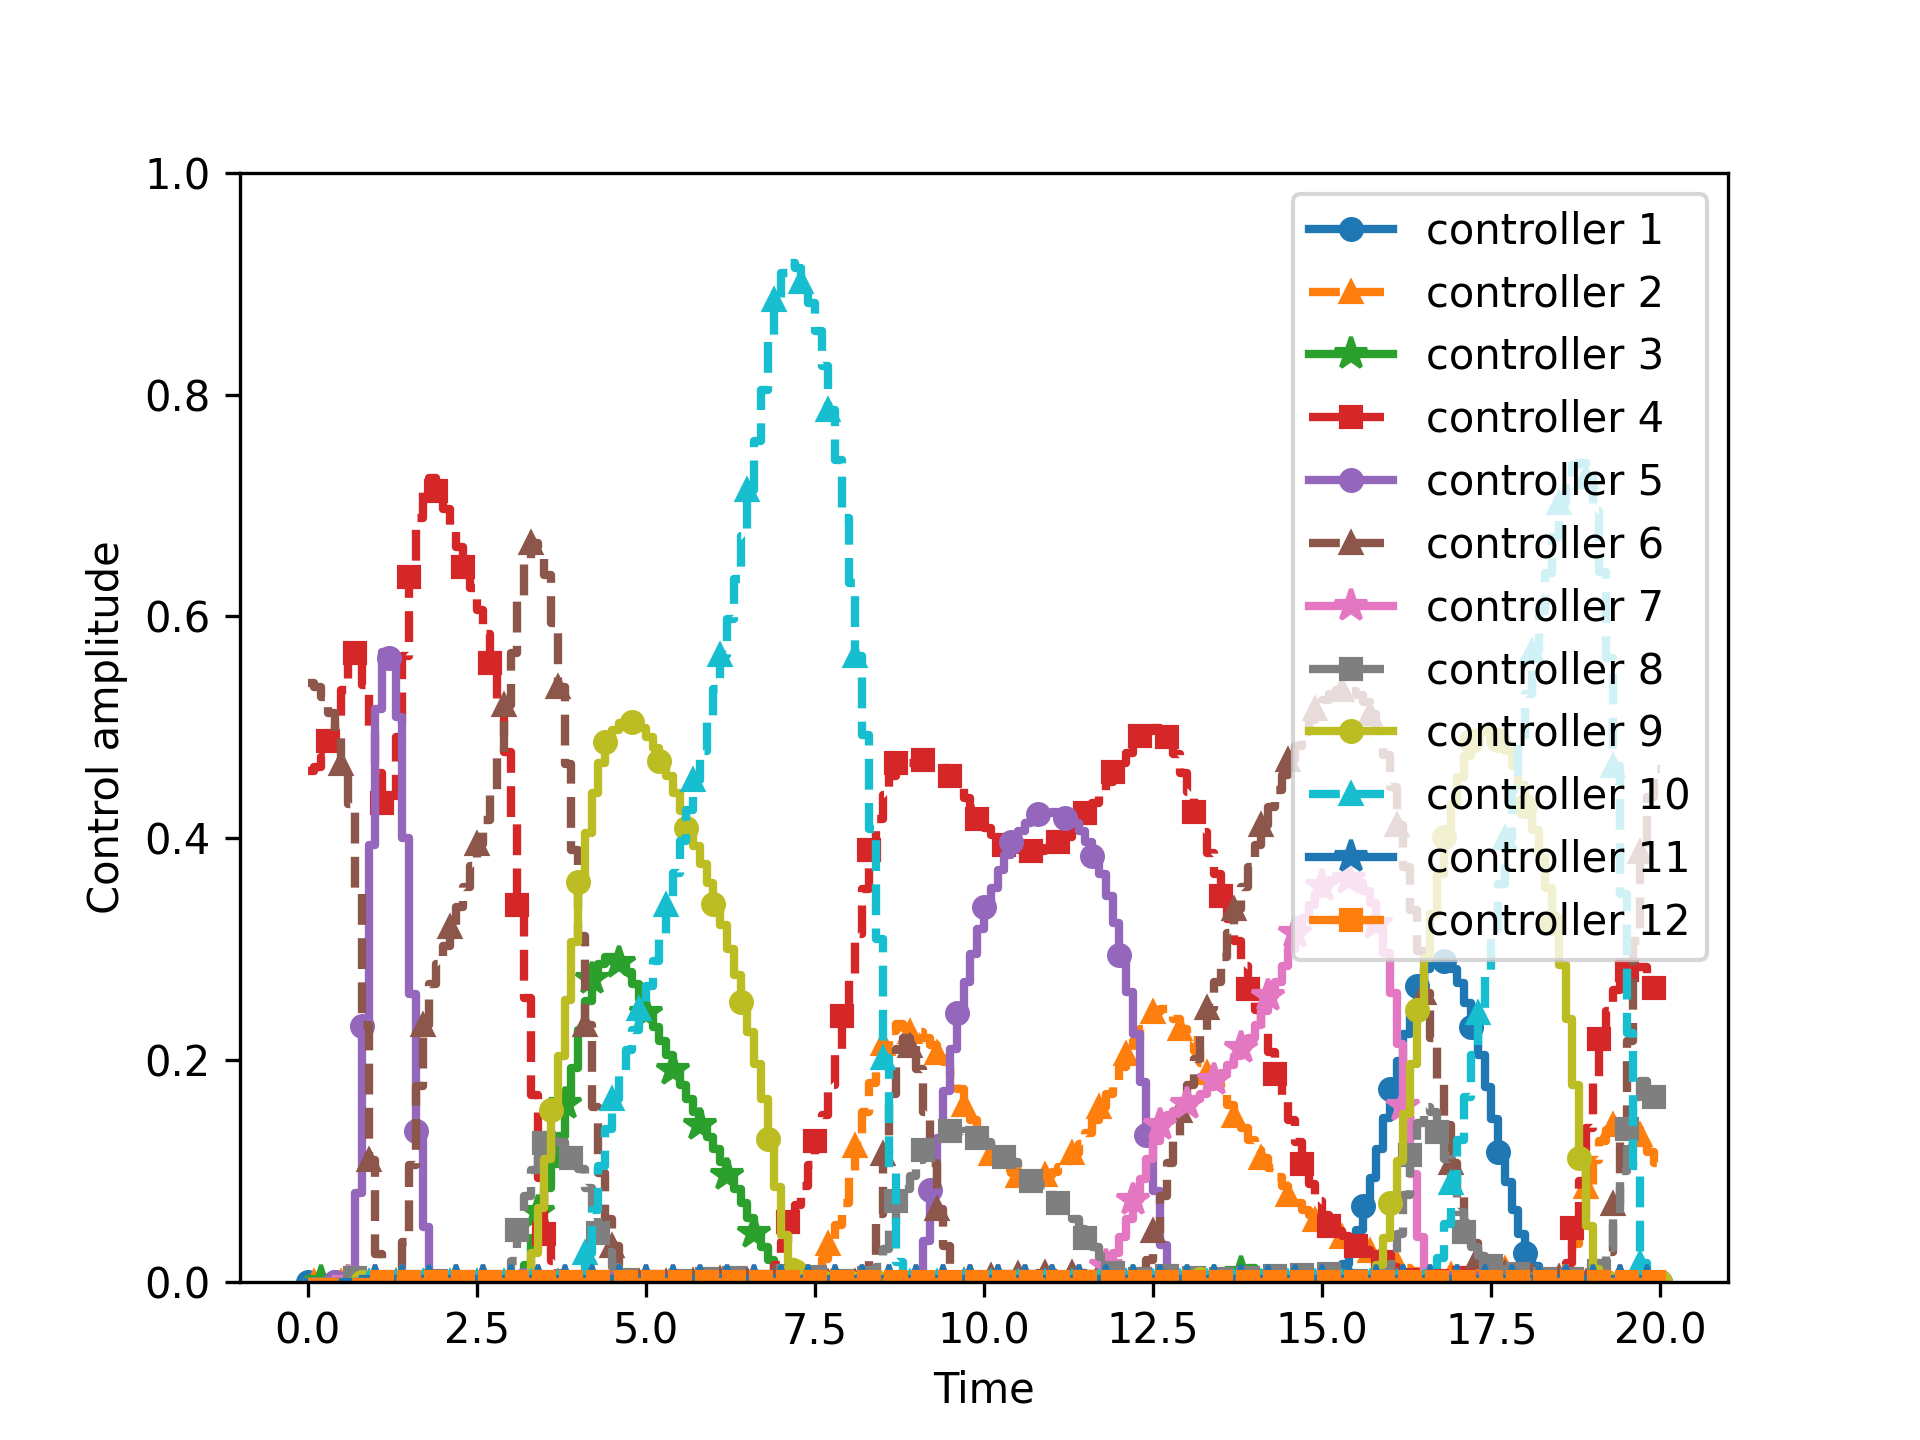 1.0
0.8
0.6
0.4
0.2
0.0
Control amplitude
0.0 2.5 5.0 7.5 10.0 12.5 15.0 17.5 20.0
Time
controller 1
controller 2
controller 3
controller 4
controller 5
controller 6
controller 7
controller 8
controller 9
controller 10
controller 11
controller 12